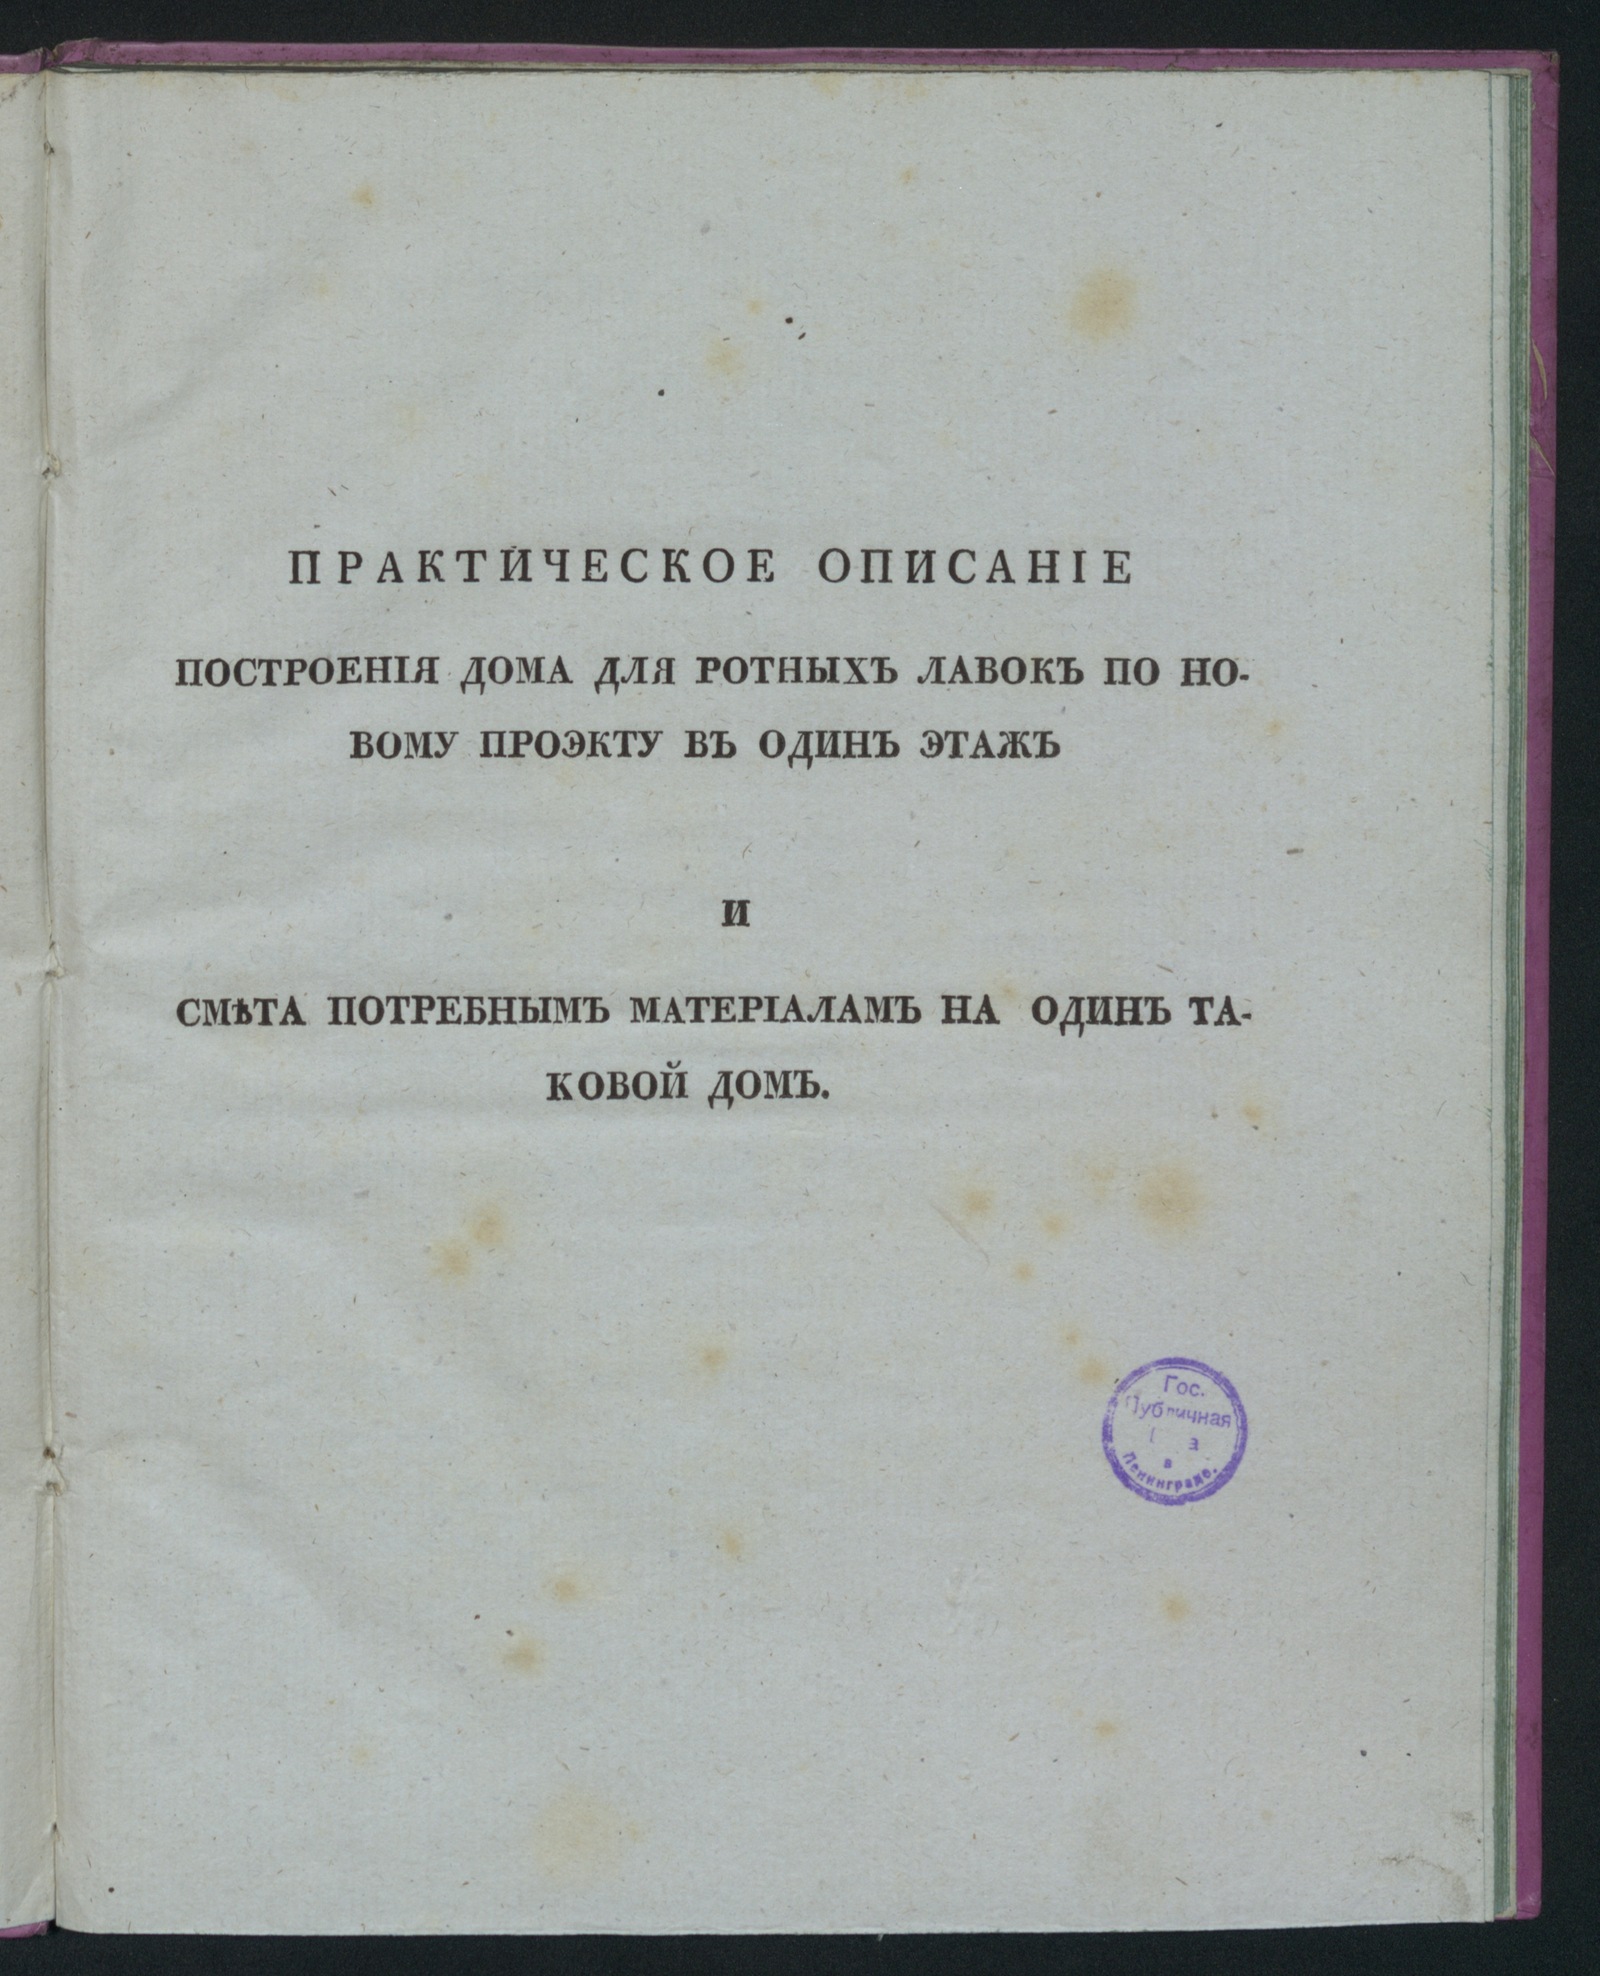 ПРАКТИЧЕСКОЕ ОПИСАНІЕ
ПОСТРОЕНІЯ ДОМА ДЛЯ РОТНЫХЪ ЛАВОКЪ ПО НО-
ВОМУ ПРОЭКТУ ВЪ ОДИНЪ ЭТАЖЪ
И
СМѢТА ПОТРЕБНЫМЪ МАТЕРІАЛАМЪ НА ОДИНЪ ТА-
КОВОЙ ДОМЪ.
Гос.
Публичная
в
Ленинграде.